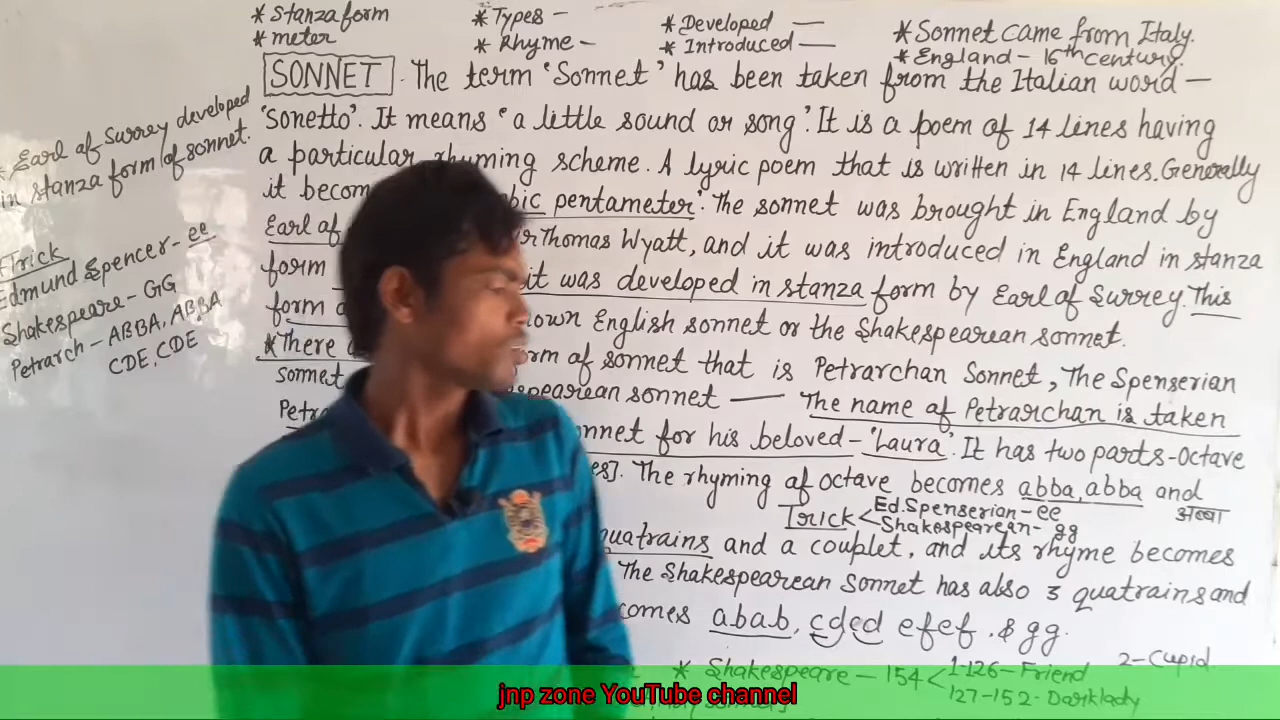 * Stanza form
* meter
* Types –
* Rhyme –
* Developed —
* Introduced —
* Sonnet came from Italy.
* England – 16th century.
SONNET . The term 'Sonnet' has been taken from the Italian word —
'Sonetto'. It means 'a little sound or song'. It is a poem of 14 lines having
a particular rhyming scheme. A lyric poem that is written in 14 lines. Generally
it becom bic pentameter'. The sonnet was brought in England by
Earl of r Thomas Wyatt, and it was introduced in England in stanza
form it was developed in stanza form by Earl of Surrey. This
form own English sonnet or the Shakespearean sonnet.
* There orm of sonnet that is Petrarchan Sonnet, The Spenserian
sonnet spearean sonnet — The name of Petrarchan is taken
Petra onnet for his beloved – 'Laura'. It has two parts – Octave
es]. The rhyming of octave becomes abba, abba and
अब्बा
Trick < Ed. Spenserian – ee
Shakespearean – gg
quatrains and a couplet, and its rhyme becomes
The Shakespearean Sonnet has also 3 quatrains and
comes abab, cdcd efef, & gg.
* Shakespeare – 154 < 1-126 – Friend
127-152 – Dark lady
2 – Cupid
* Earl of Surrey developed
in stanza form of sonnet.
Trick
Edmund Spencer – ee
Shakespeare – GG
Petrarch – ABBA, ABBA
CDE, CDE
jnp zone YouTube channel